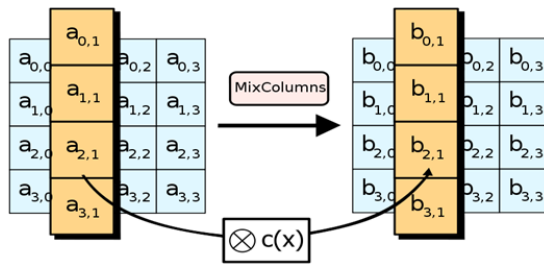 a0,1 b0,1
a0,0 a0,2 a0,3 b0,0 b0,2 b0,3
MixColumns
a1,0 a1,1 a1,2 a1,3 b1,0 b1,1 b1,2 b1,3
a2,0 a2,1 a2,2 a2,3 b2,0 b2,1 b2,2 b2,3
a3,0 a3,1 a3,2 a3,3 b3,0 b3,1 b3,2 b3,3
⊗ c(x)